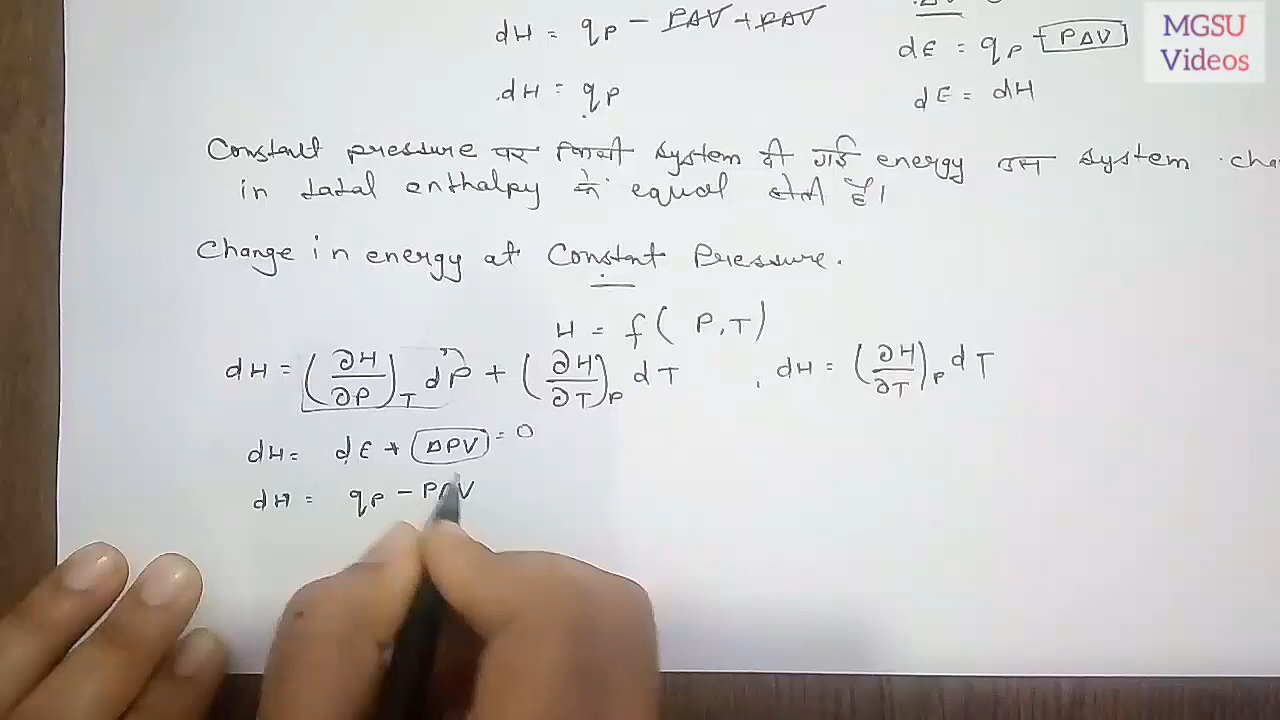 dH = qP - PΔV + PΔV
dE = qP - PΔV
MGSU
Videos
dH = qP
dE = dH
Constant pressure पर किसी system दी गई energy उस system cha
in total enthalpy के equal होती है।
Change in energy at Constant Pressure.
H = f ( P, T )
dH = (∂H/∂P)T dP + (∂H/∂T)P dT , dH = (∂H/∂T)P dT
dH = dE + ΔPV = 0
dH = qP - PΔV